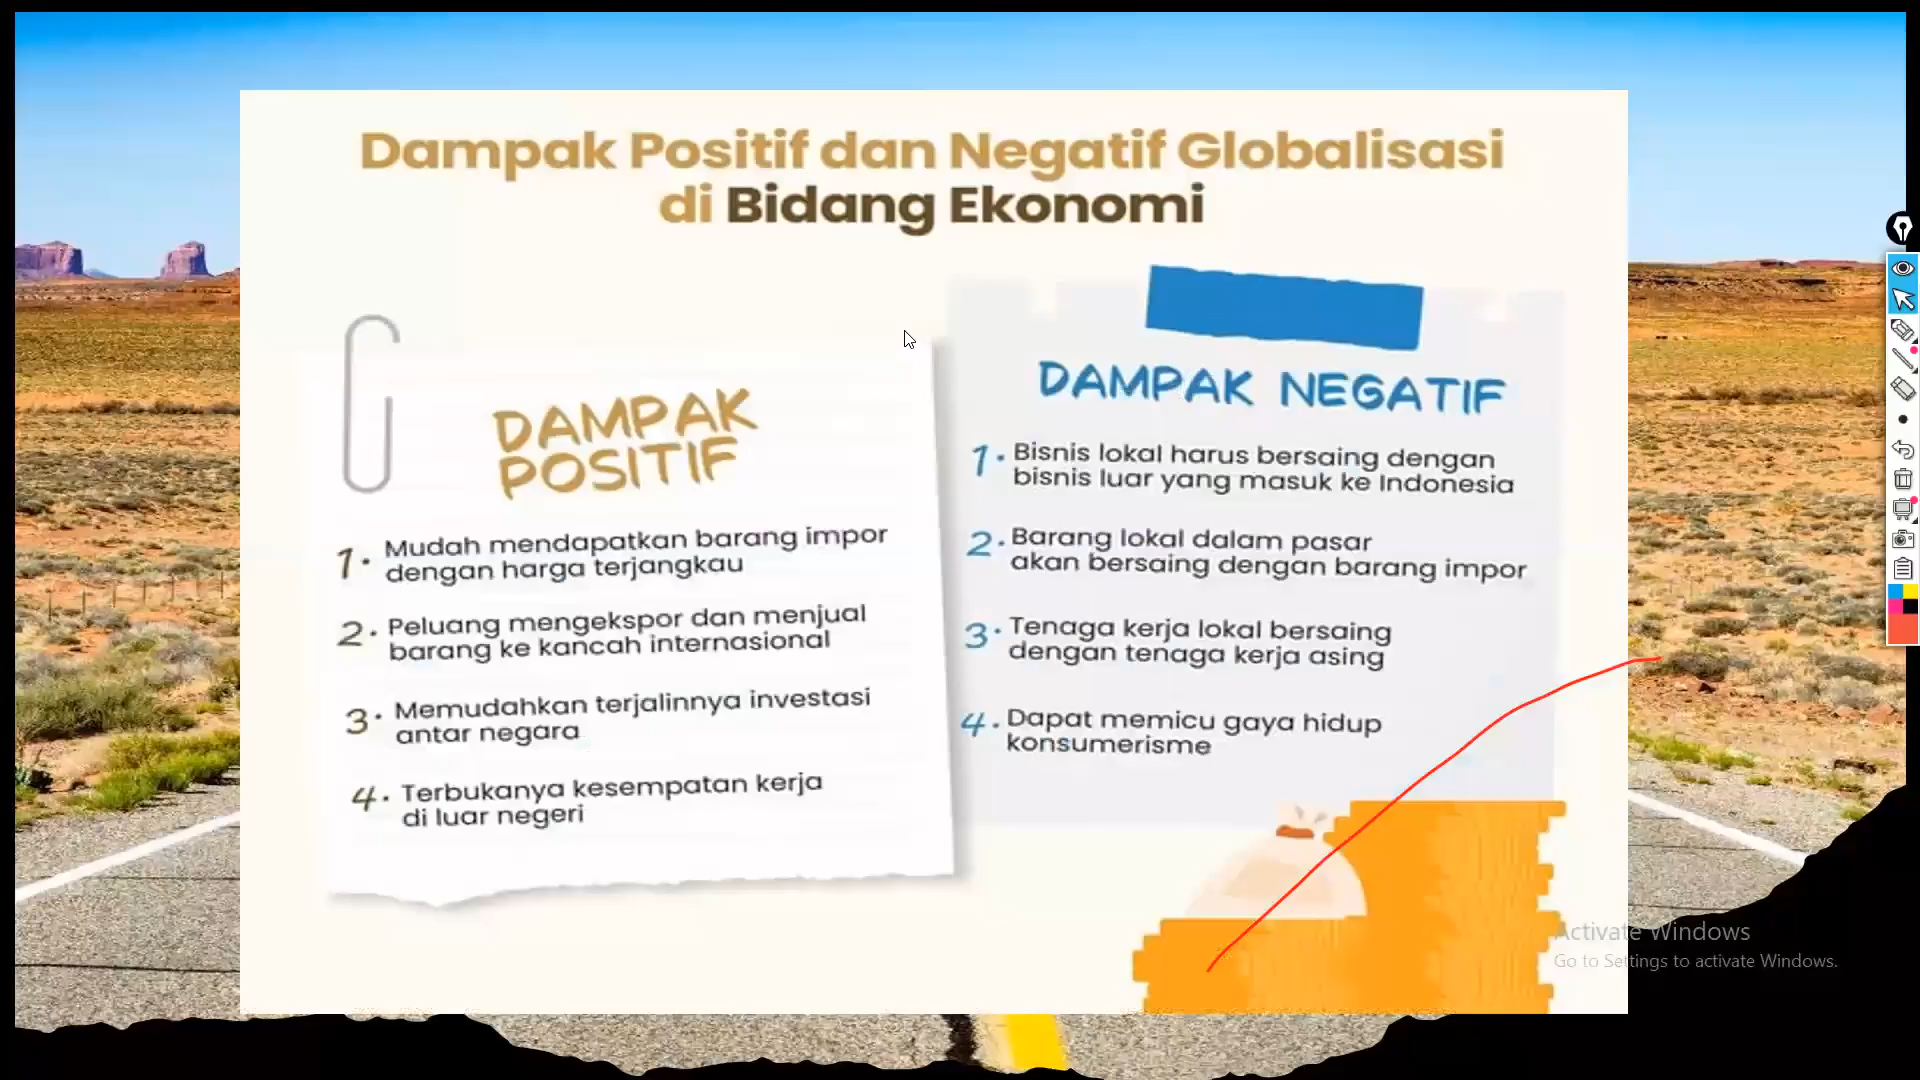 Dampak Positif dan Negatif Globalisasi
di Bidang Ekonomi
DAMPAK
POSITIF
1. Mudah mendapatkan barang impor
dengan harga terjangkau
2. Peluang mengekspor dan menjual
barang ke kancah internasional
3. Memudahkan terjalinnya investasi
antar negara
4. Terbukanya kesempatan kerja
di luar negeri
DAMPAK NEGATIF
1. Bisnis lokal harus bersaing dengan
bisnis luar yang masuk ke Indonesia
2. Barang lokal dalam pasar
akan bersaing dengan barang impor
3. Tenaga kerja lokal bersaing
dengan tenaga kerja asing
4. Dapat memicu gaya hidup
konsumerisme
Activate Windows
Go to Settings to activate Windows.